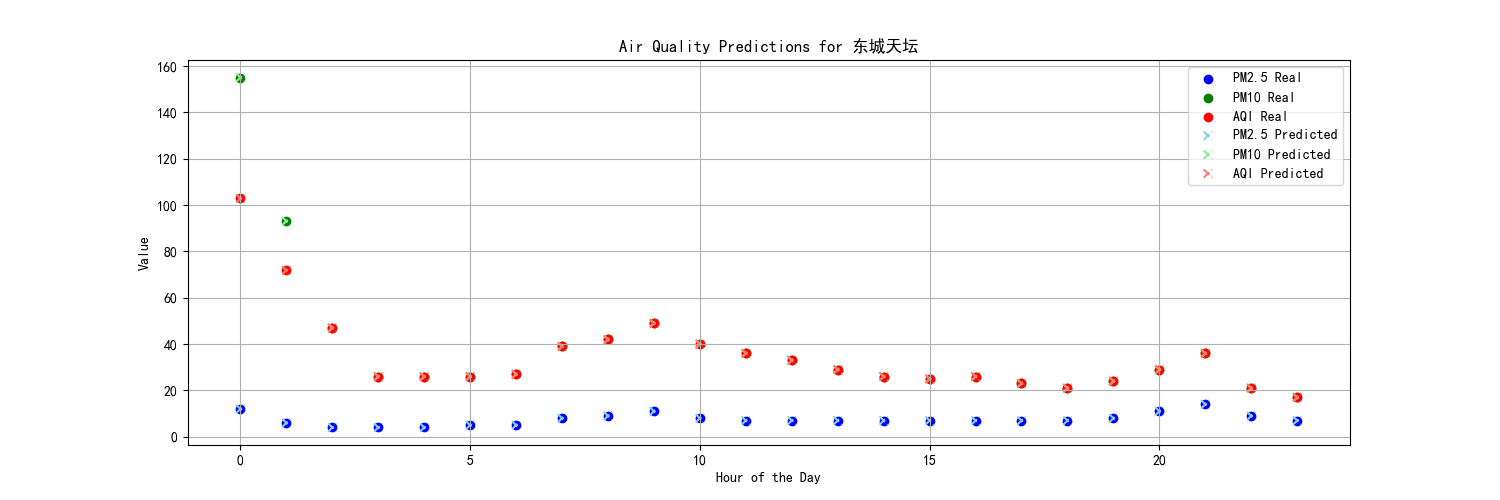 Air Quality Predictions for 东城天坛
160
140
120
100
80
60
40
20
0
Value
PM2.5 Real
PM10 Real
AQI Real
PM2.5 Predicted
PM10 Predicted
AQI Predicted
0 5 10 15 20
Hour of the Day